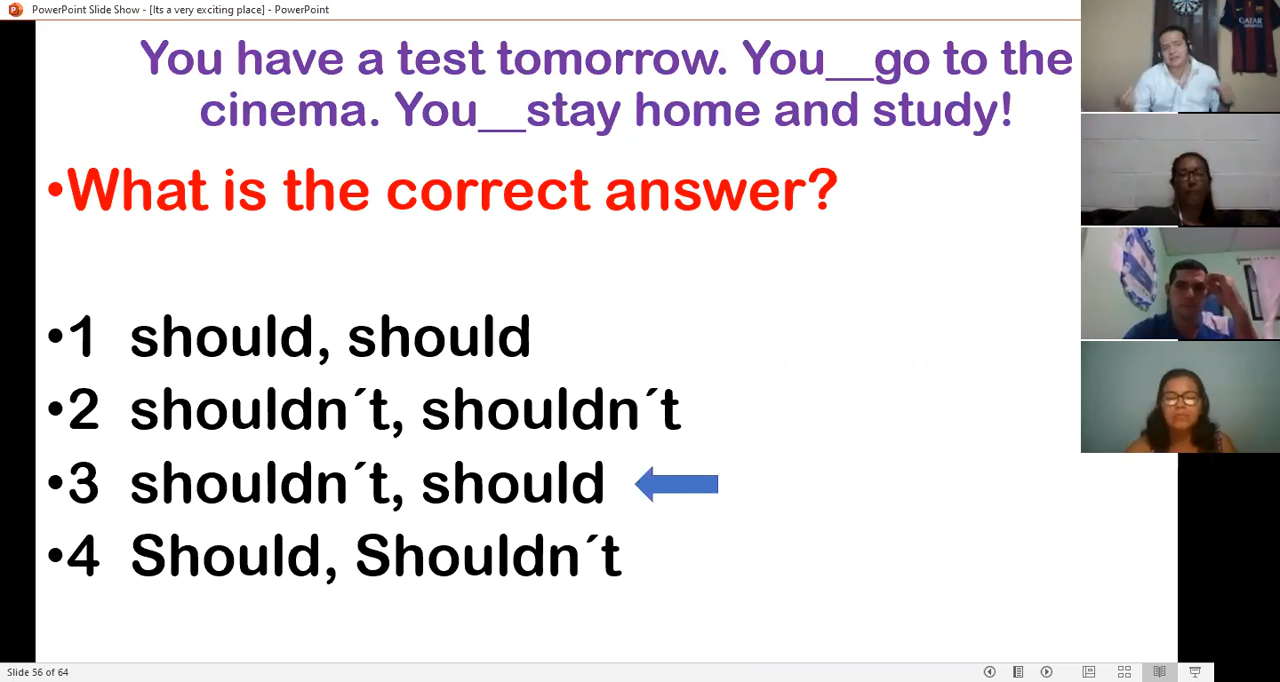 PowerPoint Slide Show - [Its a very exciting place] - PowerPoint
You have a test tomorrow. You__go to the
cinema. You__stay home and study!
•What is the correct answer?
•1 should, should
•2 shouldn´t, shouldn´t
•3 shouldn´t, should
•4 Should, Shouldn´t
QATAR
Slide 56 of 64